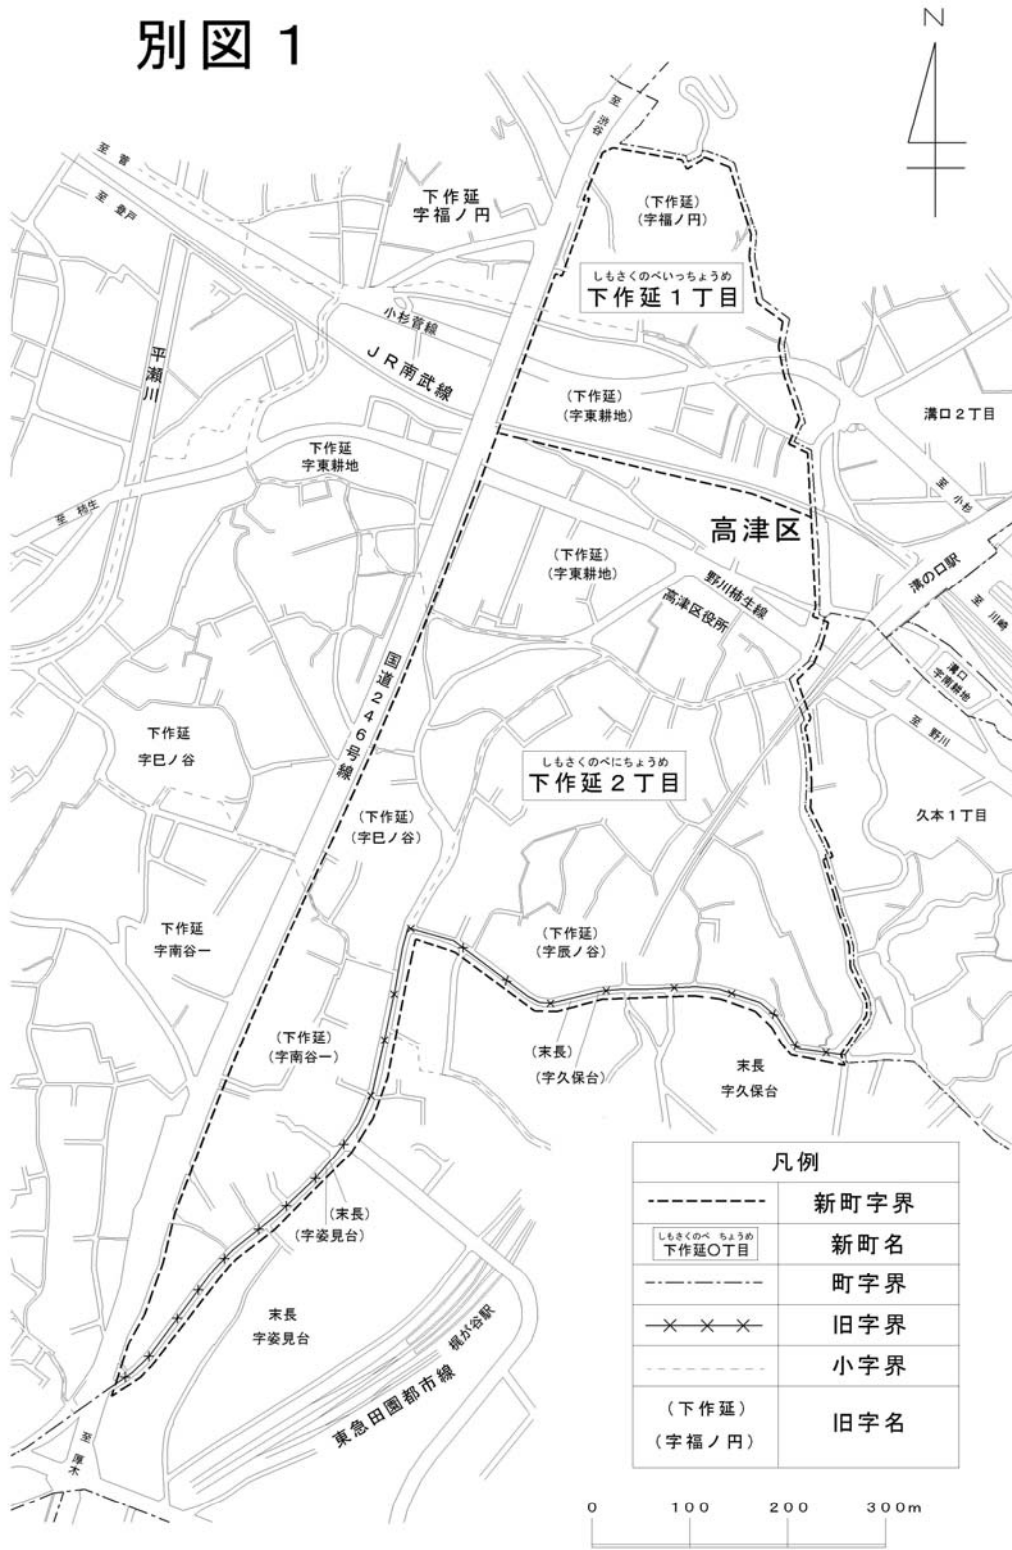 別図1
N
至 渋谷
至 菅
至 登戸
下作延
字福ノ円
(下作延)
(字福ノ円)
しもさくのべいっちょうめ
下作延1丁目
小杉菅線
JR南武線
平瀬川
(下作延)
(字東耕地)
溝口2丁目
下作延
字東耕地
至 柿生
至 小杉
高津区
(下作延)
(字東耕地)
野川柿生線
高津区役所
溝の口駅
至 川崎
溝口
字南耕地
国道246号線
至 野川
下作延
字巳ノ谷
しもさくのべにちょうめ
下作延2丁目
(下作延)
(字巳ノ谷)
久本1丁目
下作延
字南谷一
(下作延)
(字辰ノ谷)
(下作延)
(字南谷一)
(末長)
(字久保台)
末長
字久保台
(末長)
(字姿見台)
末長
字姿見台
梶が谷駅
東急田園都市線
至 厚木
凡例
新町字界
しもさくのべ ちょうめ
下作延〇丁目
新町名
町字界
旧字界
小字界
(下作延)
(字福ノ円)
旧字名
0 100 200 300m